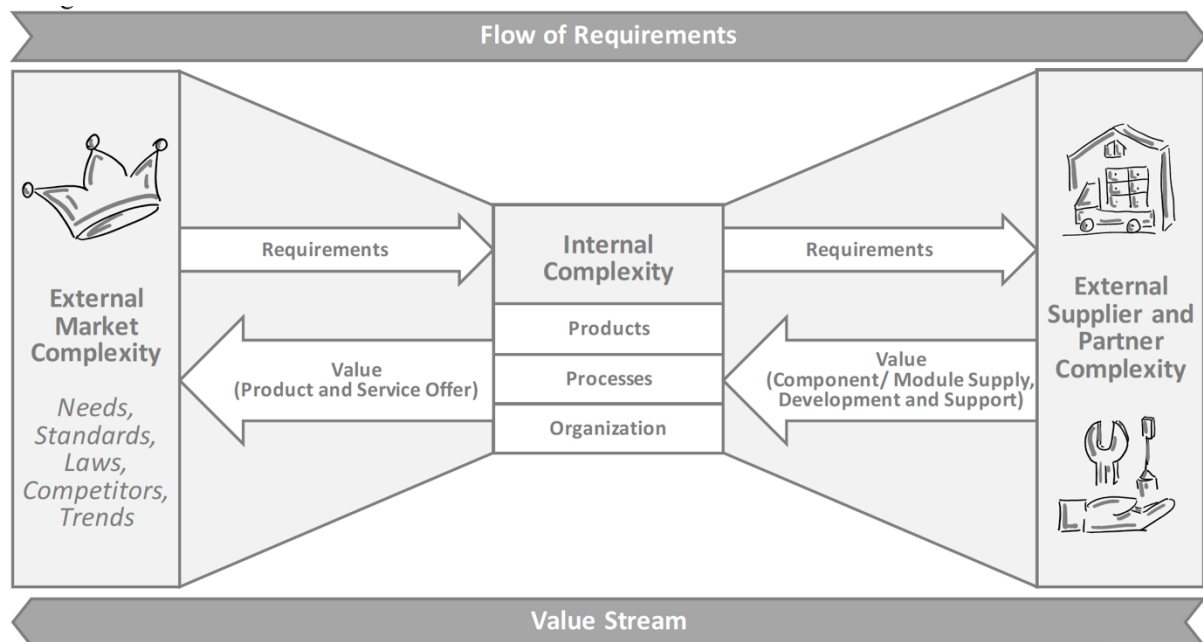 Flow of Requirements
External
Market
Complexity
Needs,
Standards,
Laws,
Competitors,
Trends
Requirements
Value
(Product and Service Offer)
Internal
Complexity
Products
Processes
Organization
Requirements
Value
(Component/ Module Supply,
Development and Support)
External
Supplier and
Partner
Complexity
Value Stream